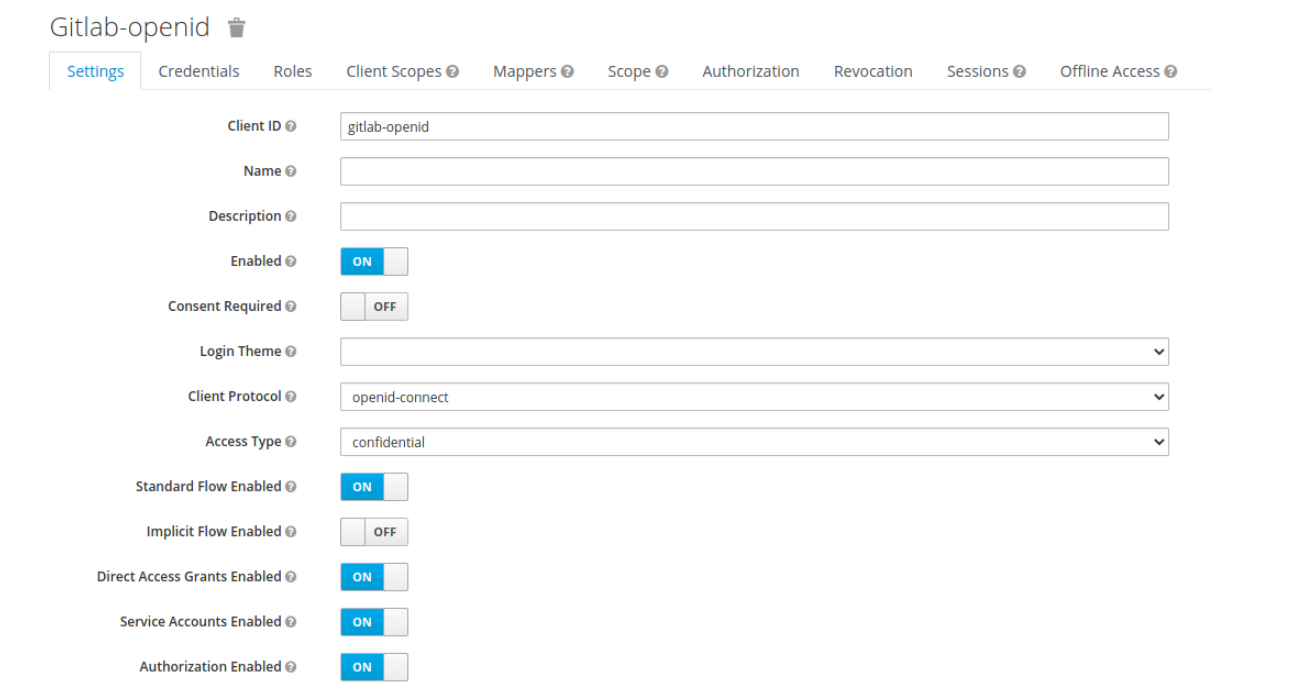 Gitlab-openid
Settings Credentials Roles Client Scopes Mappers Scope Authorization Revocation Sessions Offline Access
Client ID gitlab-openid
Name
Description
Enabled ON
Consent Required OFF
Login Theme
Client Protocol openid-connect
Access Type confidential
Standard Flow Enabled ON
Implicit Flow Enabled OFF
Direct Access Grants Enabled ON
Service Accounts Enabled ON
Authorization Enabled ON